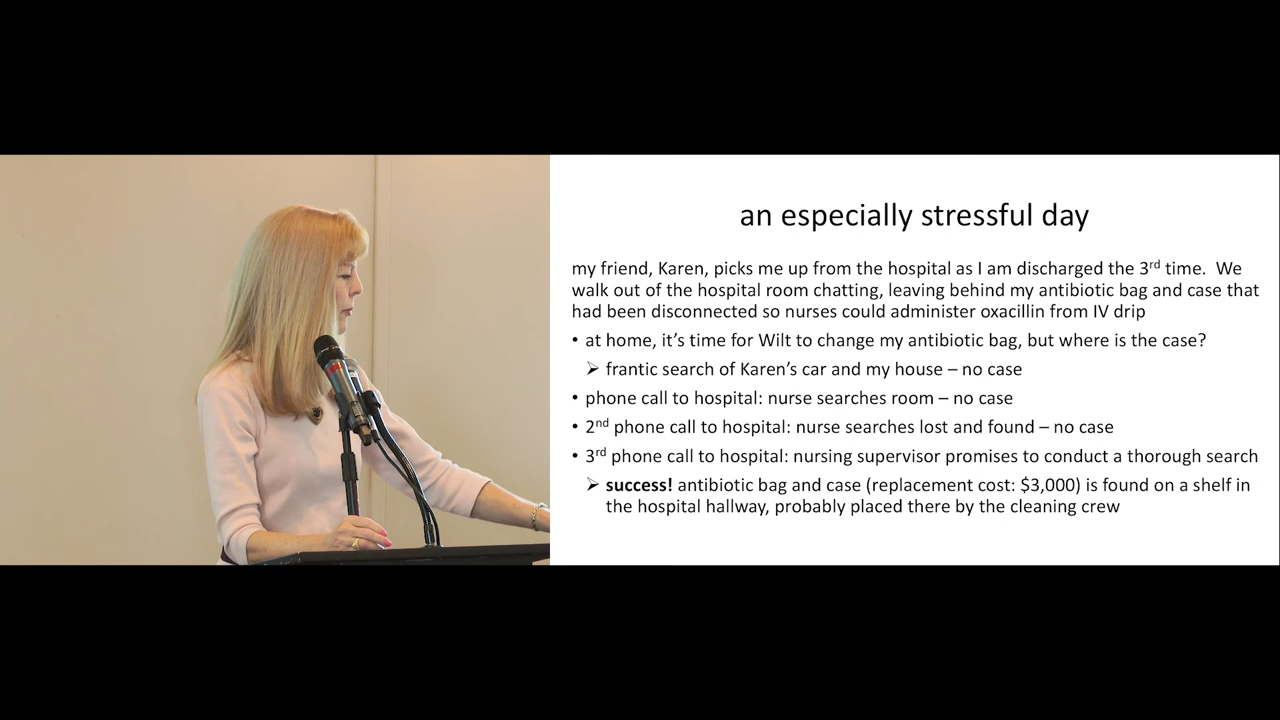 an especially stressful day
my friend, Karen, picks me up from the hospital as I am discharged the 3rd time.  We
walk out of the hospital room chatting, leaving behind my antibiotic bag and case that
had been disconnected so nurses could administer oxacillin from IV drip
• at home, it’s time for Wilt to change my antibiotic bag, but where is the case?
➢ frantic search of Karen’s car and my house – no case
• phone call to hospital: nurse searches room – no case
• 2nd phone call to hospital: nurse searches lost and found – no case
• 3rd phone call to hospital: nursing supervisor promises to conduct a thorough search
➢ success! antibiotic bag and case (replacement cost: $3,000) is found on a shelf in
the hospital hallway, probably placed there by the cleaning crew